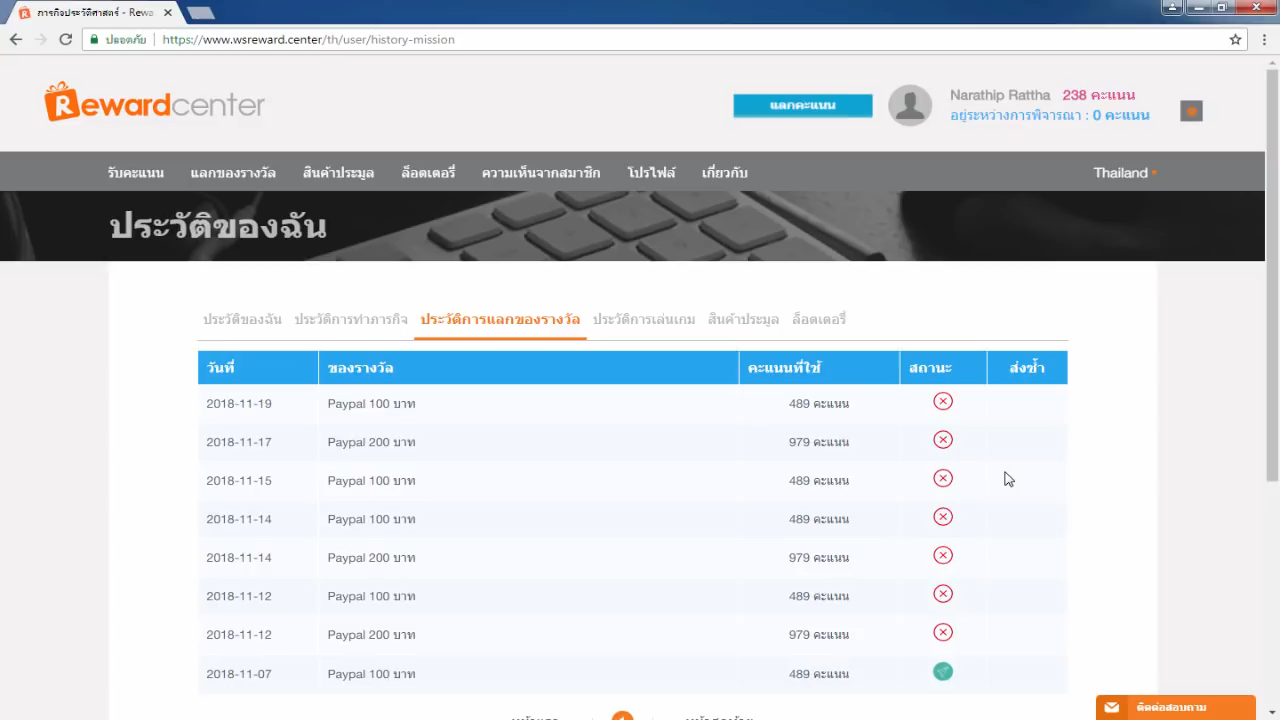 ภารกิจประวัติศาสตร์ - Rewa
ปลอดภัย https://www.wsreward.center/th/user/history-mission
Rewardcenter
แลกคะแนน
Narathip Rattha 238 คะแนน
อยู่ระหว่างการพิจารณา : 0 คะแนน
รับคะแนน แลกของรางวัล สินค้าประมูล ล็อตเตอรี่ ความเห็นจากสมาชิก โปรไฟล์ เกี่ยวกับ Thailand
ประวัติของฉัน
ประวัติของฉัน ประวัติการทำภารกิจ ประวัติการแลกของรางวัล ประวัติการเล่นเกม สินค้าประมูล ล็อตเตอรี่
วันที่ ของรางวัล คะแนนที่ใช้ สถานะ ส่งซ้ำ
2018-11-19 Paypal 100 บาท 489 คะแนน
2018-11-17 Paypal 200 บาท 979 คะแนน
2018-11-15 Paypal 100 บาท 489 คะแนน
2018-11-14 Paypal 100 บาท 489 คะแนน
2018-11-14 Paypal 200 บาท 979 คะแนน
2018-11-12 Paypal 100 บาท 489 คะแนน
2018-11-12 Paypal 200 บาท 979 คะแนน
2018-11-07 Paypal 100 บาท 489 คะแนน
ติดต่อสอบถาม